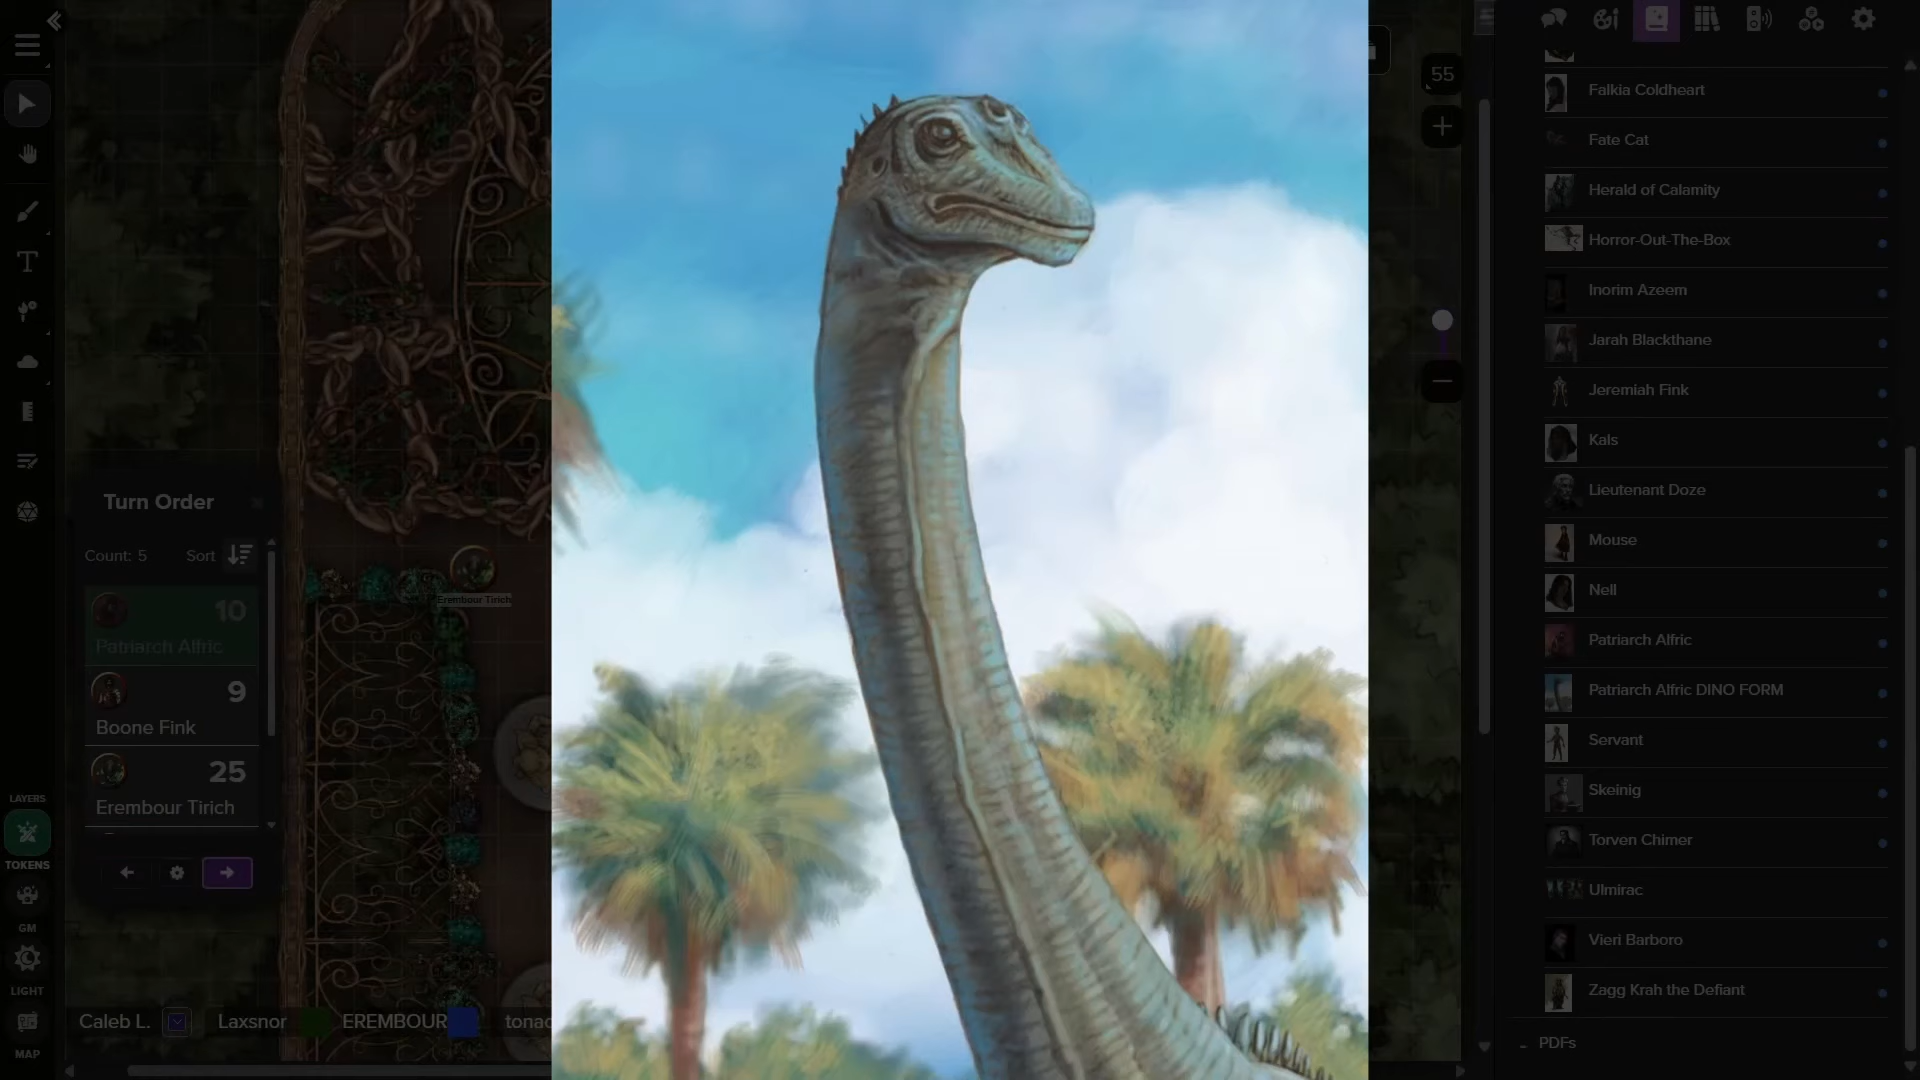 55
Falkia Coldheart
Fate Cat
Herald of Calamity
Horror-Out-The-Box
Inorim Azeem
Jarah Blackthane
Jeremiah Fink
Kals
Lieutenant Doze
Mouse
Nell
Patriarch Alfric
Patriarch Alfric DINO FORM
Servant
Skeinig
Torven Chimer
Ulmirac
Vieri Barboro
Zagg Krah the Defiant
PDFs
Turn Order
Count: 5 Sort
10
Patriarch Alfric
9
Boone Fink
25
Erembour Tirich
Erembour Tirich
LAYERS
TOKENS
GM
LIGHT
MAP
Caleb L. Laxsnor EREMBOUR tonac